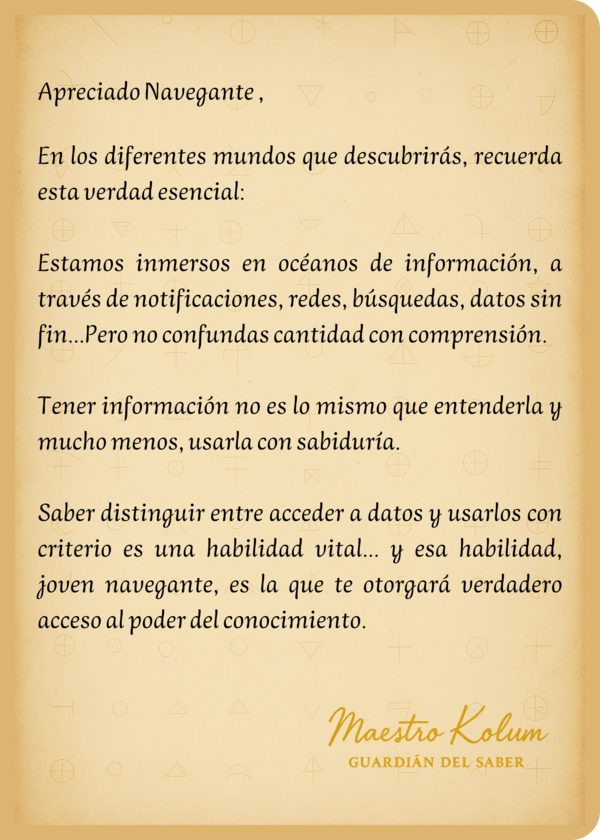 Apreciado Navegante ,
En los diferentes mundos que descubrirás, recuerda
esta verdad esencial:
Estamos inmersos en océanos de información, a
través de notificaciones, redes, búsquedas, datos sin
fin...Pero no confundas cantidad con comprensión.
Tener información no es lo mismo que entenderla y
mucho menos, usarla con sabiduría.
Saber distinguir entre acceder a datos y usarlos con
criterio es una habilidad vital... y esa habilidad,
joven navegante, es la que te otorgará verdadero
acceso al poder del conocimiento.
Maestro Kolum
GUARDIÁN DEL SABER